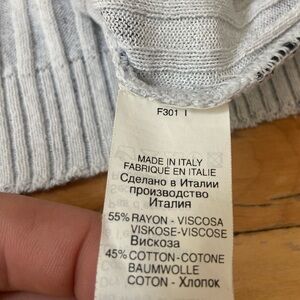 F301 I
MADE IN ITALY
FABRIQUÉ EN ITALIE
Сделано в Италии
производство
Италия
55% RAYON - VISCOSA
VISKOSE-VISCOSE
Вискоза
45% COTTON-COTONE
BAUMWOLLE
COTON - Хлопок